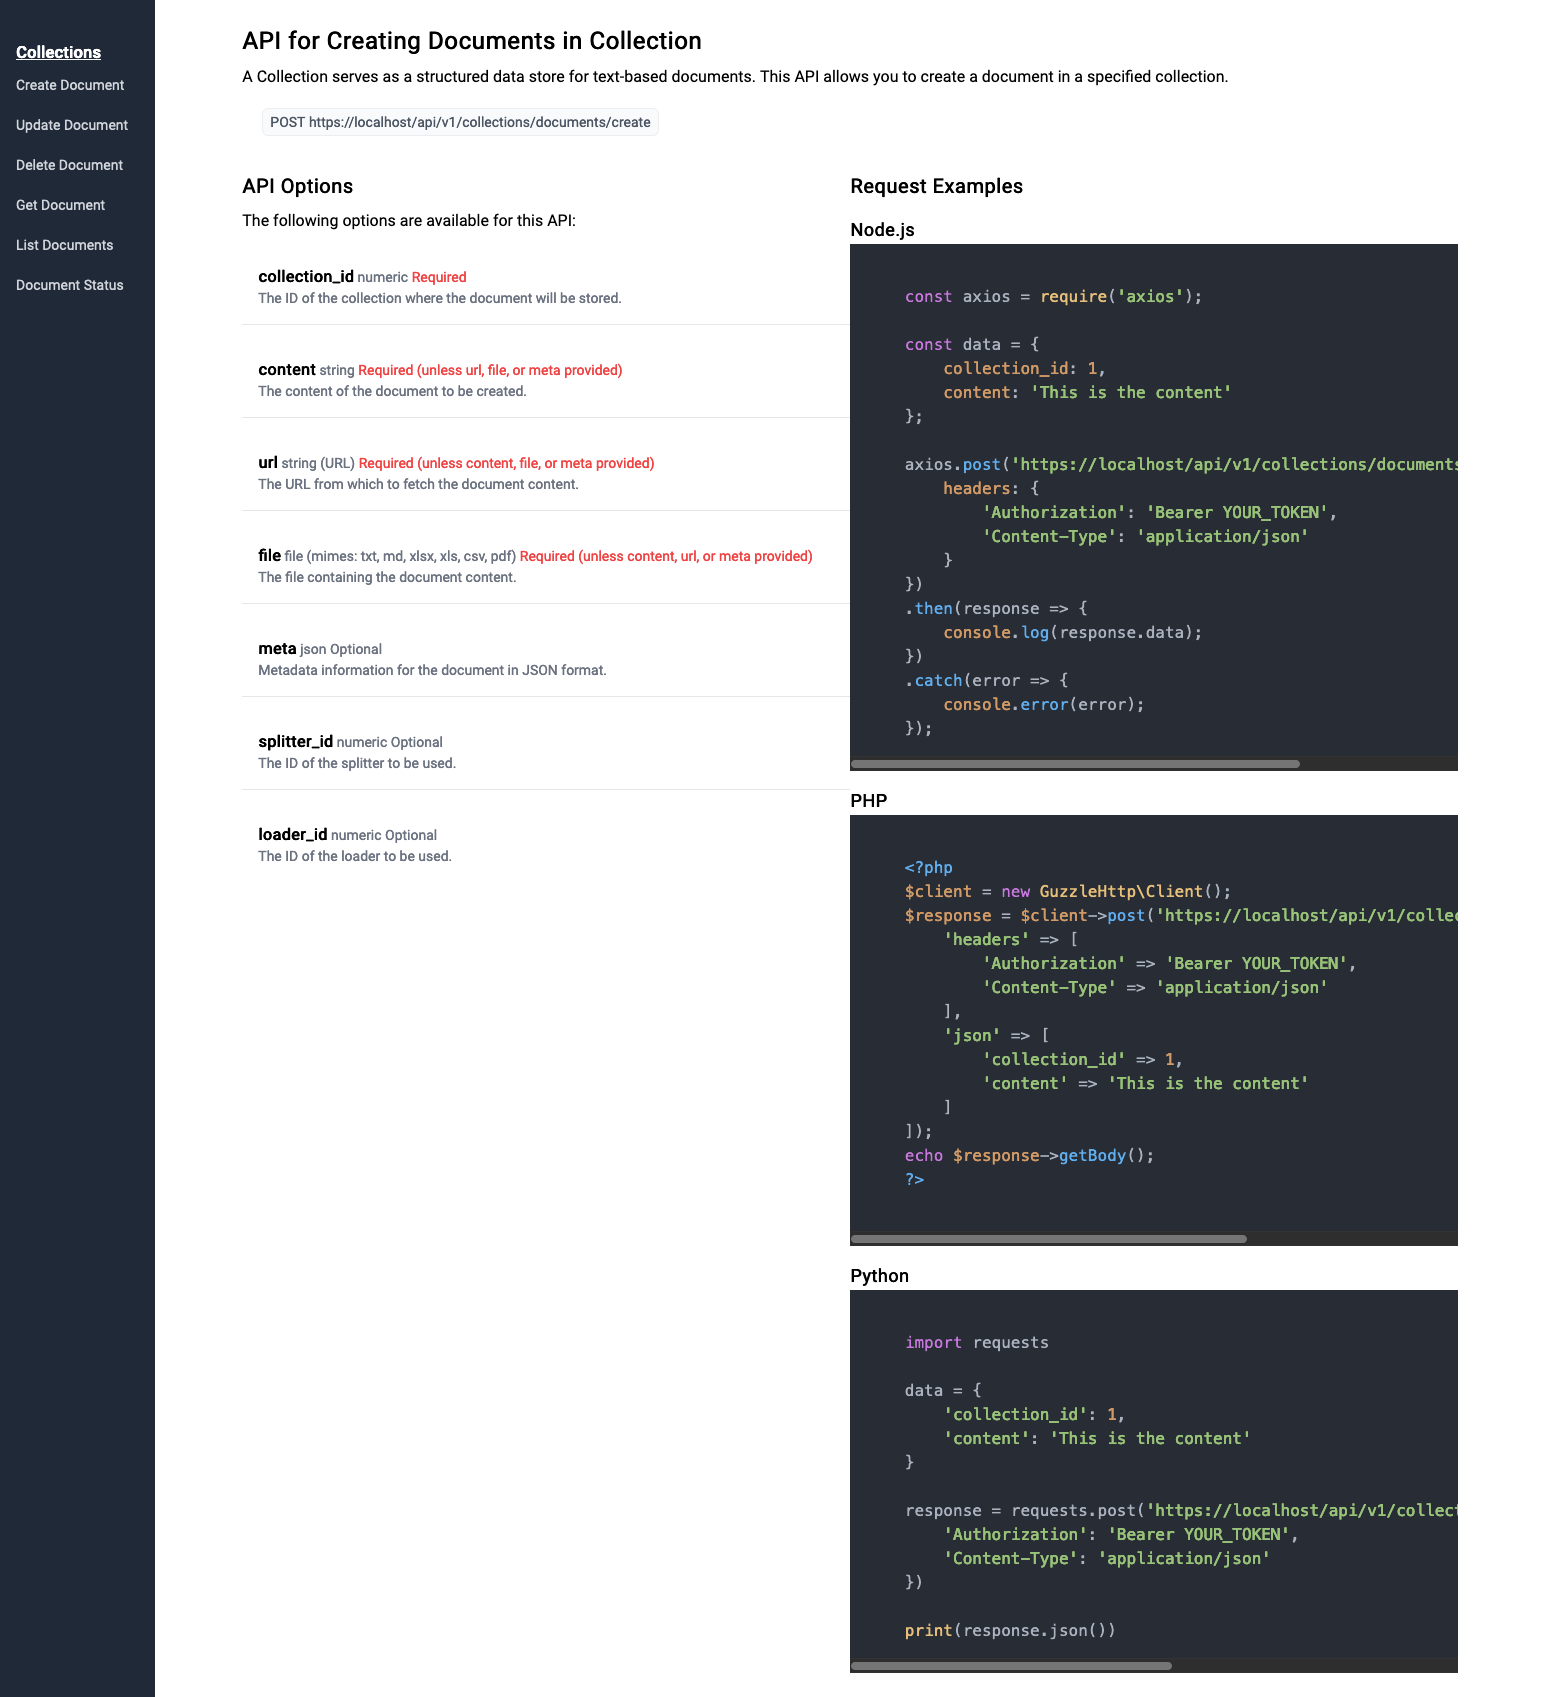 Collections
Create Document
Update Document
Delete Document
Get Document
List Documents
Document Status
API for Creating Documents in Collection
A Collection serves as a structured data store for text-based documents. This API allows you to create a document in a specified collection.
POST https://localhost/api/v1/collections/documents/create
API Options
The following options are available for this API:
collection_id numeric Required
The ID of the collection where the document will be stored.
content string Required (unless url, file, or meta provided)
The content of the document to be created.
url string (URL) Required (unless content, file, or meta provided)
The URL from which to fetch the document content.
file file (mimes: txt, md, xlsx, xls, csv, pdf) Required (unless content, url, or meta provided)
The file containing the document content.
meta json Optional
Metadata information for the document in JSON format.
splitter_id numeric Optional
The ID of the splitter to be used.
loader_id numeric Optional
The ID of the loader to be used.
Request Examples
Node.js
const axios = require('axios');
const data = {
    collection_id: 1,
    content: 'This is the content'
};
axios.post('https://localhost/api/v1/collections/documents
    headers: {
        'Authorization': 'Bearer YOUR_TOKEN',
        'Content-Type': 'application/json'
    }
})
.then(response => {
    console.log(response.data);
})
.catch(error => {
    console.error(error);
});
PHP
<?php
$client = new GuzzleHttp\Client();
$response = $client->post('https://localhost/api/v1/collec
    'headers' => [
        'Authorization' => 'Bearer YOUR_TOKEN',
        'Content-Type' => 'application/json'
    ],
    'json' => [
        'collection_id' => 1,
        'content' => 'This is the content'
    ]
]);
echo $response->getBody();
?>
Python
import requests
data = {
    'collection_id': 1,
    'content': 'This is the content'
}
response = requests.post('https://localhost/api/v1/collect
    'Authorization': 'Bearer YOUR_TOKEN',
    'Content-Type': 'application/json'
})
print(response.json())